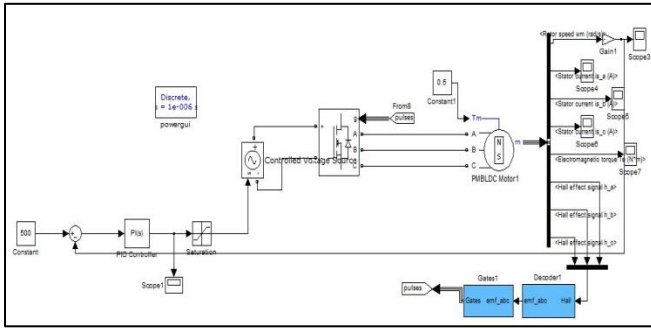 <Rotor speed wm (rad/s)>
Gain1
Scope3
Discrete,
s = 1e-006 s
powergui
0.5
Constant1
From8
pulses
<Stator current is_a (A)>
Scope4
<Stator current is_b (A)>
Scope5
<Stator current is_c (A)>
Scope6
<Electromagnetic torque Te (N*m)>
Scope7
g
A
B
C
Tm
A
B
C
N
S
m
PMBLDC Motor1
Controlled Voltage Source
<Hall effect signal h_a>
<Hall effect signal h_b>
<Hall effect signal h_c>
500
Constant
PI(s)
PID Controller
Saturation
Scope1
pulses
Gates1
Gates
emf_abc
Decoder1
emf_abc
Hall